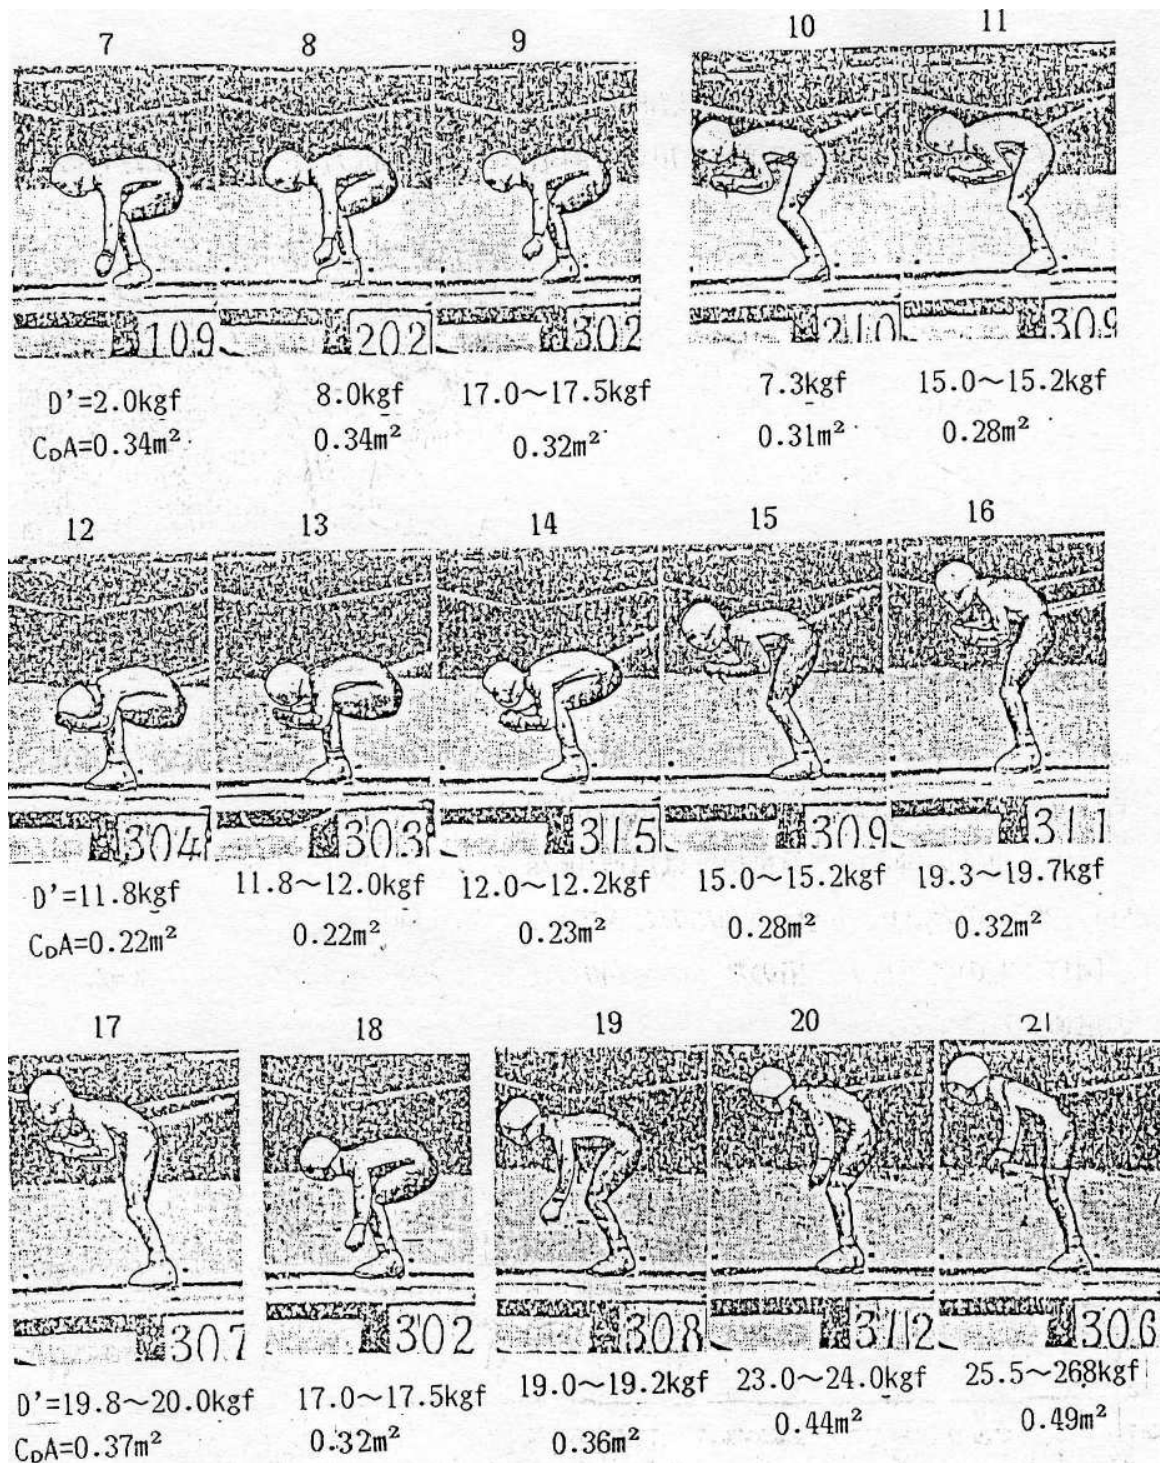 7 8 9 10 11
109 202 302 210 309
D'=2.0kgf 8.0kgf 17.0~17.5kgf 7.3kgf 15.0~15.2kgf
CDA=0.34m² 0.34m² 0.32m² 0.31m² 0.28m²
12 13 14 15 16
304 303 315 309 311
D'=11.8kgf 11.8~12.0kgf 12.0~12.2kgf 15.0~15.2kgf 19.3~19.7kgf
CDA=0.22m² 0.22m² 0.23m² 0.28m² 0.32m²
17 18 19 20 21
307 302 308 312 306
D'=19.8~20.0kgf 17.0~17.5kgf 19.0~19.2kgf 23.0~24.0kgf 25.5~268kgf
CDA=0.37m² 0.32m² 0.36m² 0.44m² 0.49m²